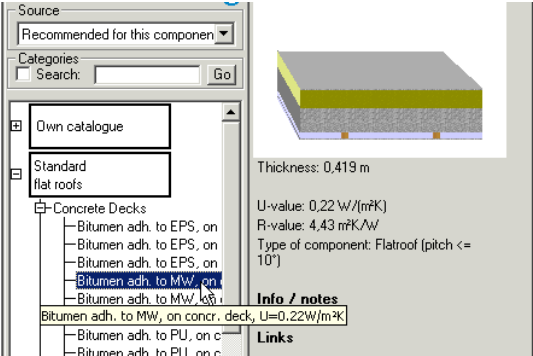 Source
Recommended for this componen
Categories
Search:
Go
Own catalogue
Standard
flat roofs
Concrete Decks
Bitumen adh. to EPS, on
Bitumen adh. to EPS, on
Bitumen adh. to EPS, on
Bitumen adh. to MW, on c
Bitumen adh. to MW, on
Bitumen adh. to MW, on concr. deck, U=0.22W/m²K
Bitumen adh. to PU, on c
Bitumen adh. to PU, on c
Thickness: 0,419 m
U-value: 0,22 W/(m²K)
R-value: 4,43 m²K/W
Type of component: Flatroof (pitch <=
10°)
Info / notes
Links